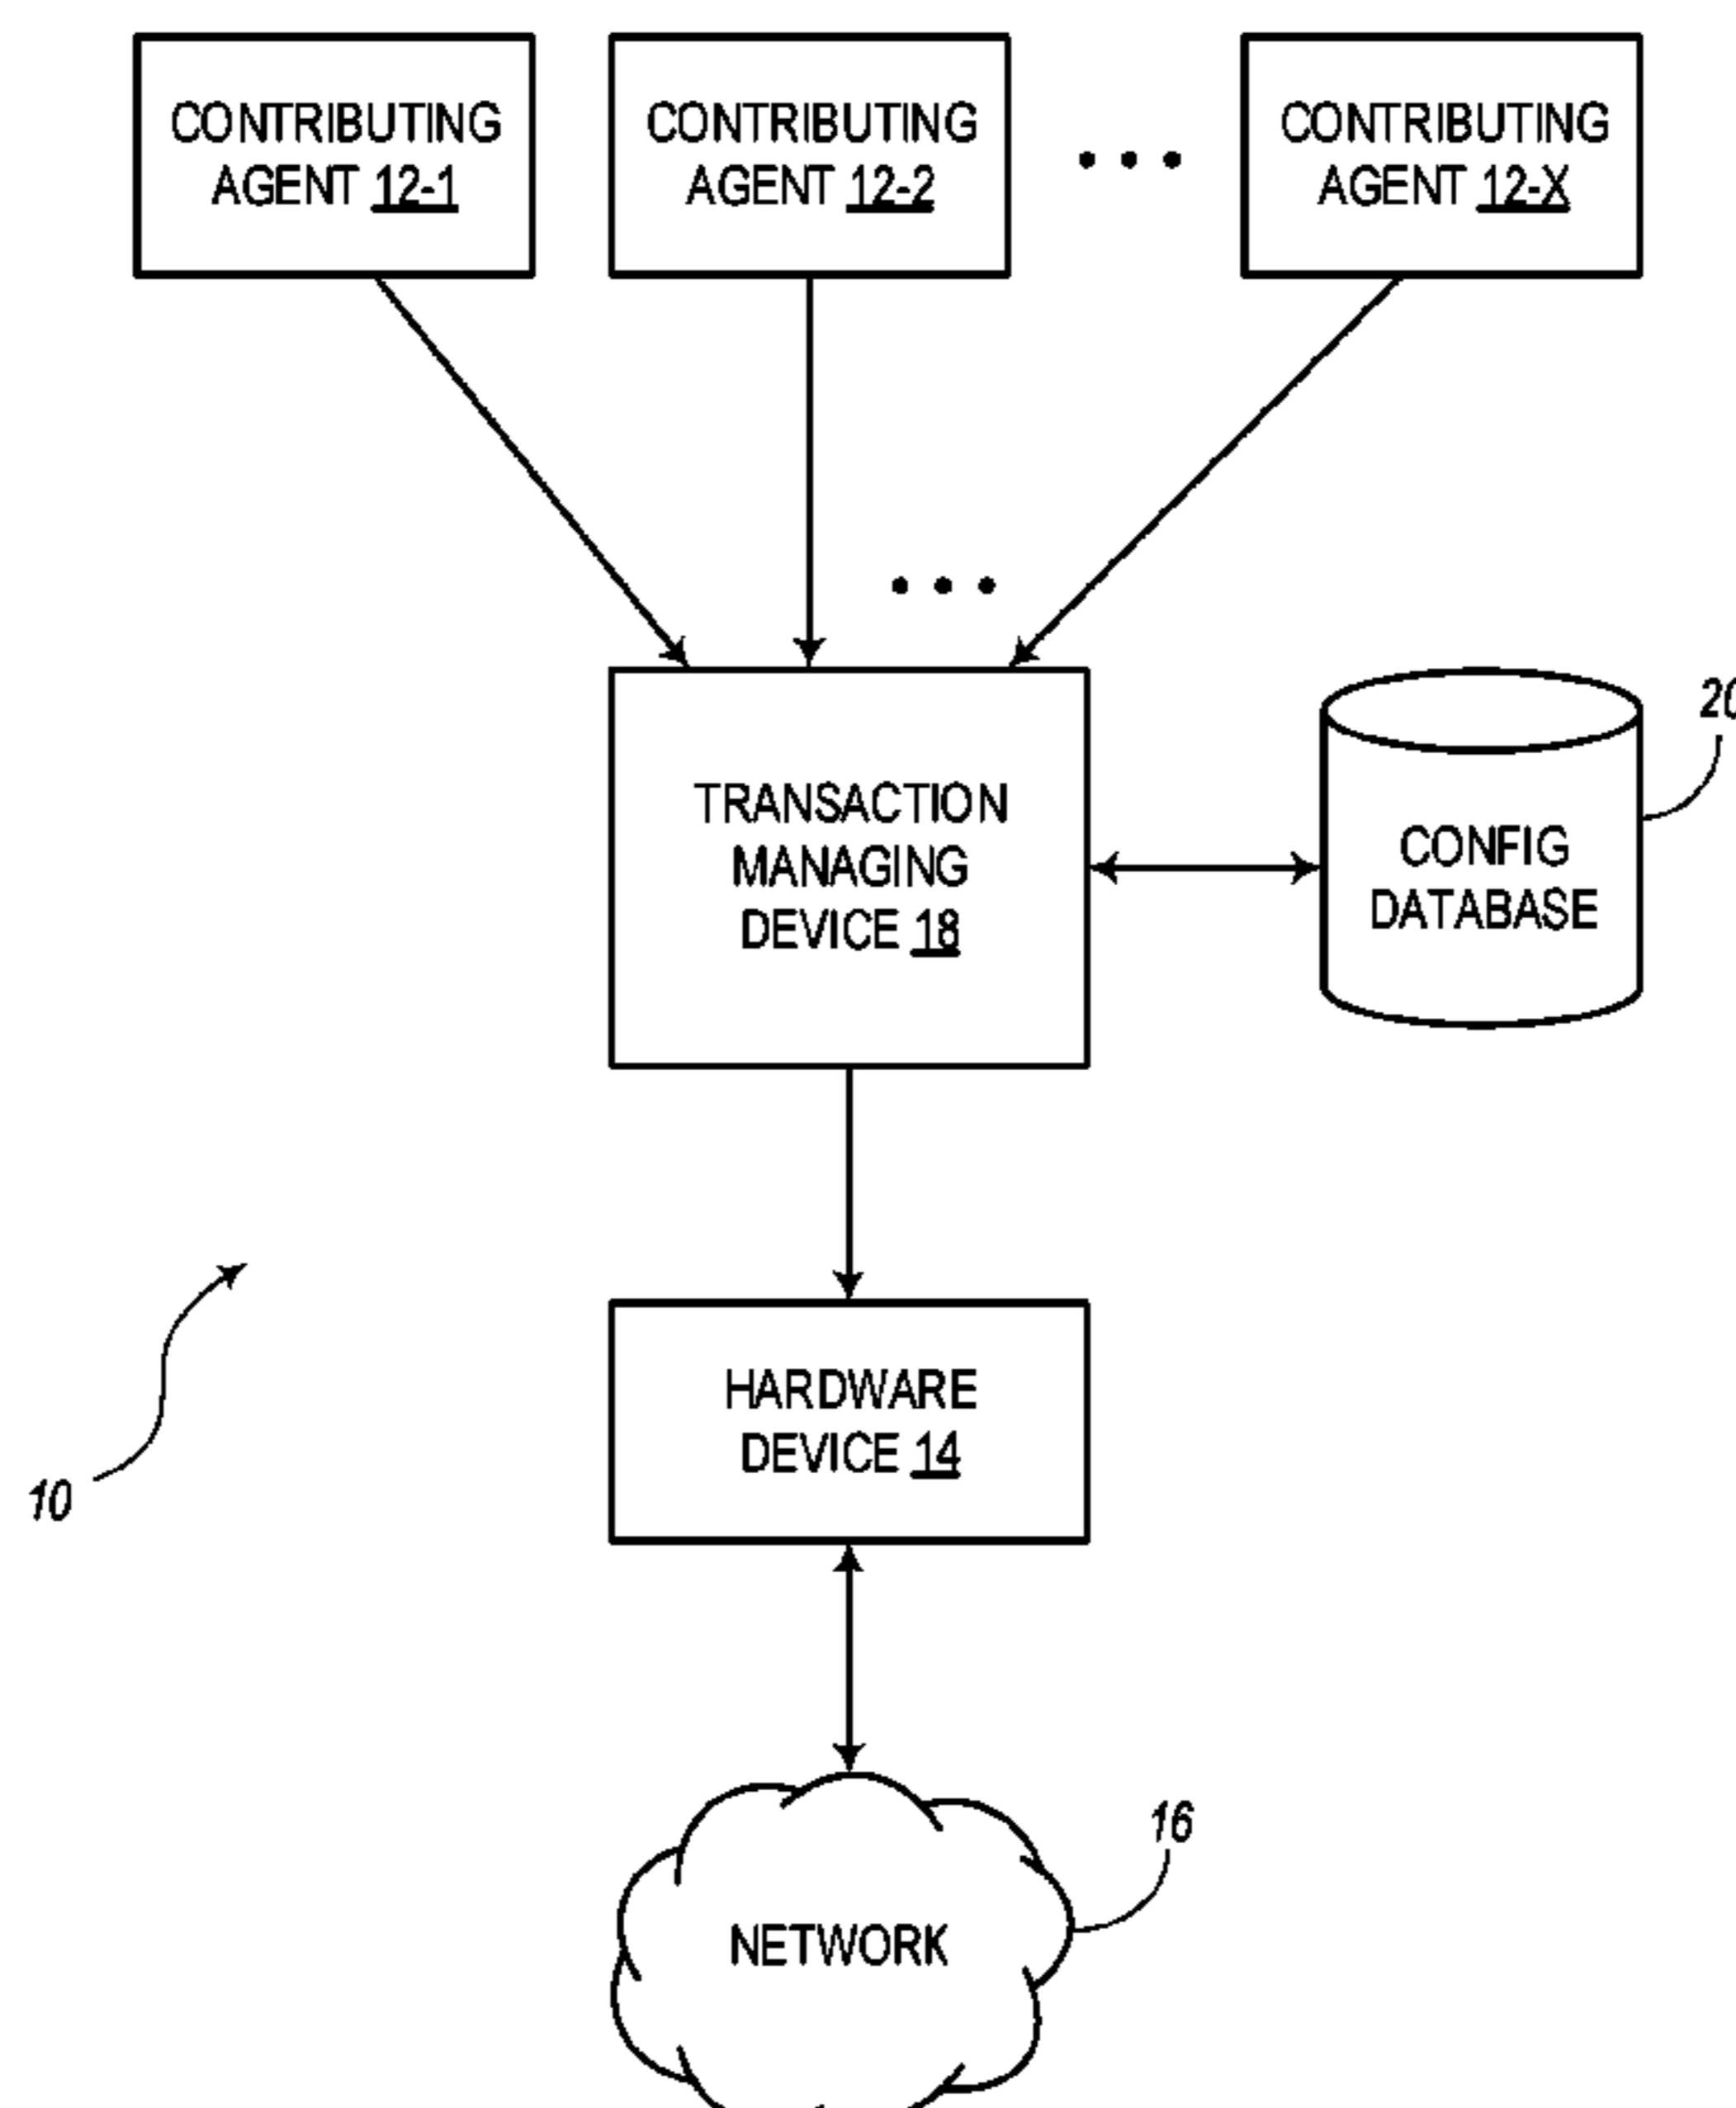 CONTRIBUTING
AGENT 12-1
CONTRIBUTING
AGENT 12-2
CONTRIBUTING
AGENT 12-X
TRANSACTION
MANAGING
DEVICE 18
CONFIG
DATABASE
20
HARDWARE
DEVICE 14
10
16
NETWORK